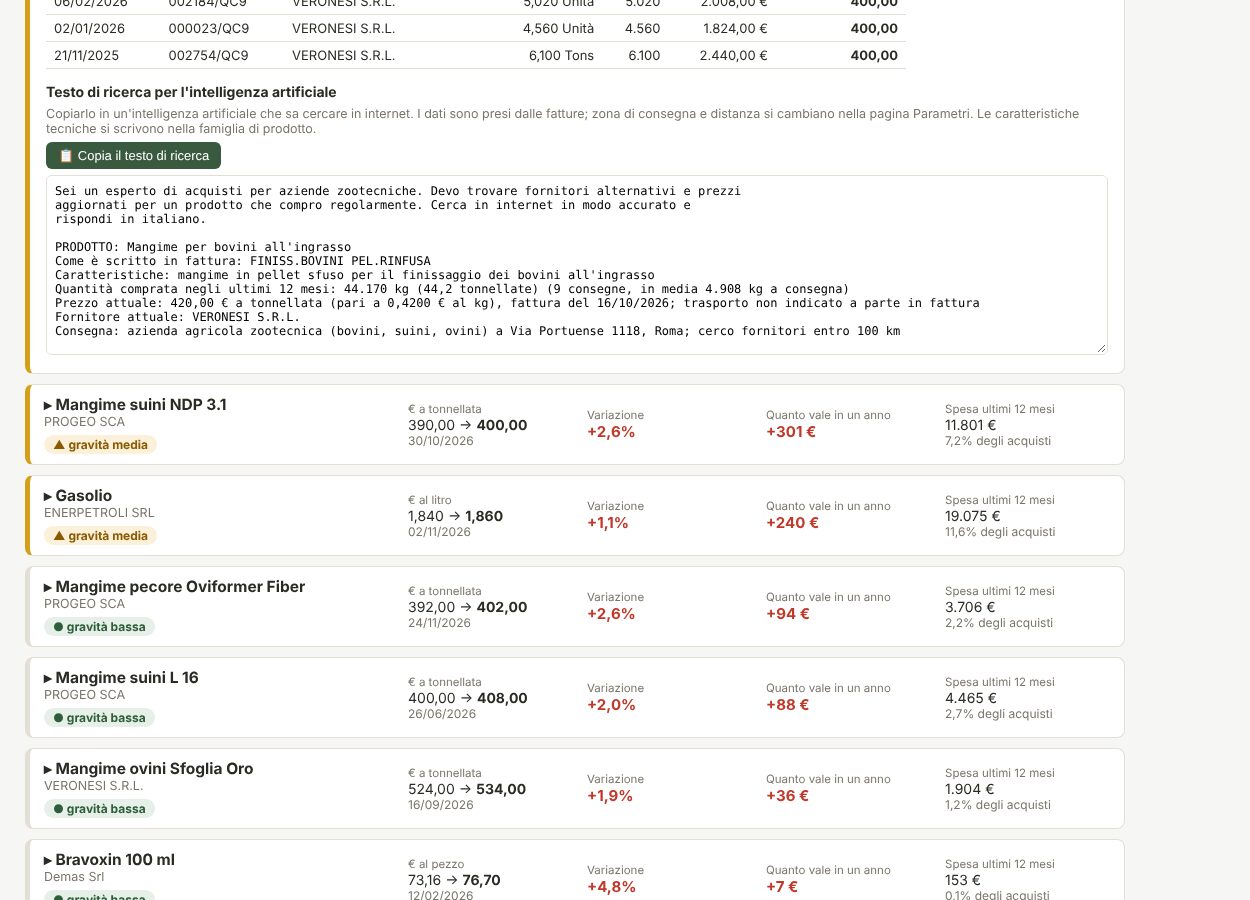 06/02/2026 002184/QC9 VERONESI S.R.L. 5,020 Unità 5.020 2.008,00 € 400,00
02/01/2026 000023/QC9 VERONESI S.R.L. 4,560 Unità 4.560 1.824,00 € 400,00
21/11/2025 002754/QC9 VERONESI S.R.L. 6,100 Tons 6.100 2.440,00 € 400,00
Testo di ricerca per l'intelligenza artificiale
Copiarlo in un'intelligenza artificiale che sa cercare in internet. I dati sono presi dalle fatture; zona di consegna e distanza si cambiano nella pagina Parametri. Le caratteristiche
tecniche si scrivono nella famiglia di prodotto.
📋 Copia il testo di ricerca
Sei un esperto di acquisti per aziende zootecniche. Devo trovare fornitori alternativi e prezzi
aggiornati per un prodotto che compro regolarmente. Cerca in internet in modo accurato e
rispondi in italiano.
PRODOTTO: Mangime per bovini all'ingrasso
Come è scritto in fattura: FINISS.BOVINI PEL.RINFUSA
Caratteristiche: mangime in pellet sfuso per il finissaggio dei bovini all'ingrasso
Quantità comprata negli ultimi 12 mesi: 44.170 kg (44,2 tonnellate) (9 consegne, in media 4.908 kg a consegna)
Prezzo attuale: 420,00 € a tonnellata (pari a 0,4200 € al kg), fattura del 16/10/2026; trasporto non indicato a parte in fattura
Fornitore attuale: VERONESI S.R.L.
Consegna: azienda agricola zootecnica (bovini, suini, ovini) a Via Portuense 1118, Roma; cerco fornitori entro 100 km
▸ Mangime suini NDP 3.1
PROGEO SCA
▲ gravità media
€ a tonnellata
390,00 → 400,00
30/10/2026
Variazione
+2,6%
Quanto vale in un anno
+301 €
Spesa ultimi 12 mesi
11.801 €
7,2% degli acquisti
▸ Gasolio
ENERPETROLI SRL
▲ gravità media
€ al litro
1,840 → 1,860
02/11/2026
Variazione
+1,1%
Quanto vale in un anno
+240 €
Spesa ultimi 12 mesi
19.075 €
11,6% degli acquisti
▸ Mangime pecore Oviformer Fiber
PROGEO SCA
● gravità bassa
€ a tonnellata
392,00 → 402,00
24/11/2026
Variazione
+2,6%
Quanto vale in un anno
+94 €
Spesa ultimi 12 mesi
3.706 €
2,2% degli acquisti
▸ Mangime suini L 16
PROGEO SCA
● gravità bassa
€ a tonnellata
400,00 → 408,00
26/06/2026
Variazione
+2,0%
Quanto vale in un anno
+88 €
Spesa ultimi 12 mesi
4.465 €
2,7% degli acquisti
▸ Mangime ovini Sfoglia Oro
VERONESI S.R.L.
● gravità bassa
€ a tonnellata
524,00 → 534,00
16/09/2026
Variazione
+1,9%
Quanto vale in un anno
+36 €
Spesa ultimi 12 mesi
1.904 €
1,2% degli acquisti
▸ Bravoxin 100 ml
Demas Srl
● gravità bassa
€ al pezzo
73,16 → 76,70
12/02/2026
Variazione
+4,8%
Quanto vale in un anno
+7 €
Spesa ultimi 12 mesi
153 €
0,1% degli acquisti